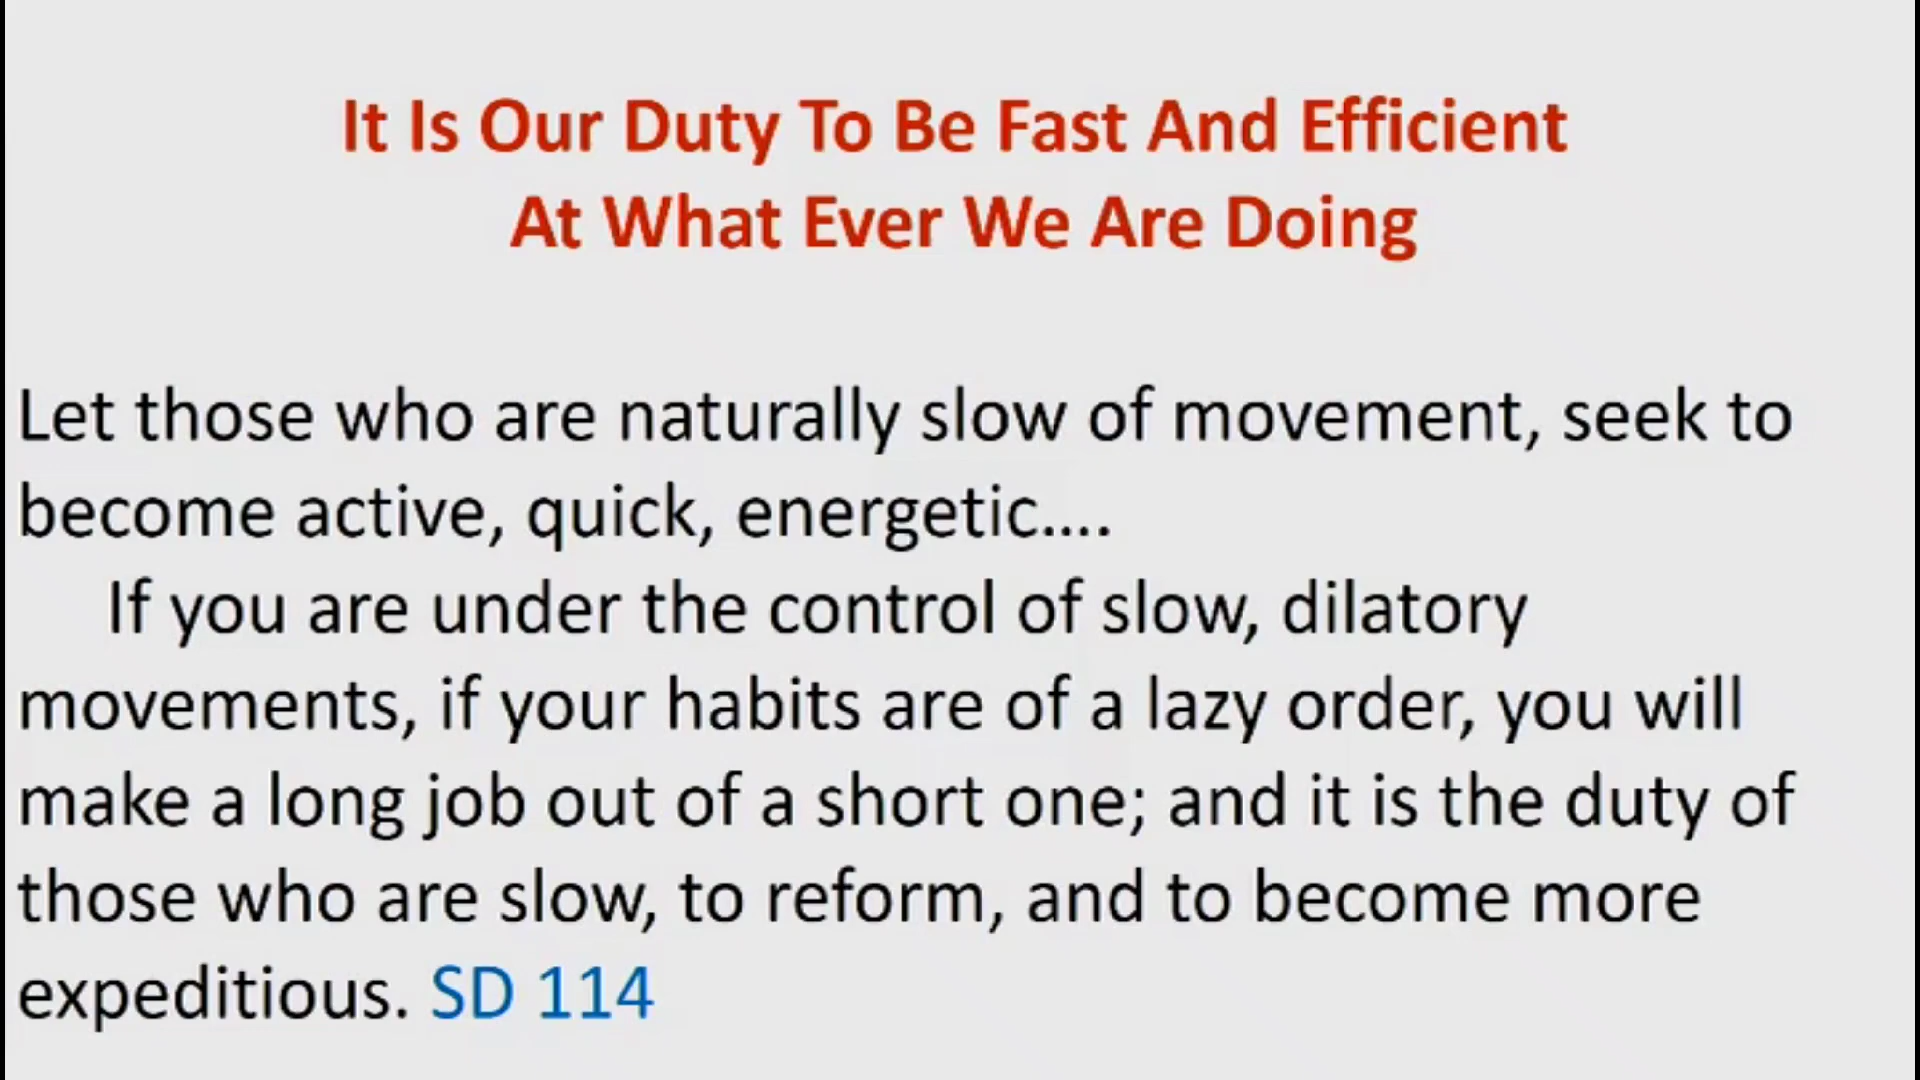 It Is Our Duty To Be Fast And Efficient
At What Ever We Are Doing
Let those who are naturally slow of movement, seek to
become active, quick, energetic….
If you are under the control of slow, dilatory
movements, if your habits are of a lazy order, you will
make a long job out of a short one; and it is the duty of
those who are slow, to reform, and to become more
expeditious. SD 114